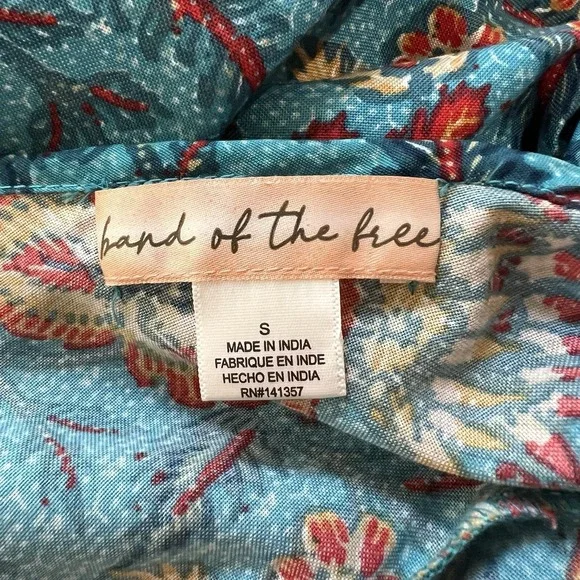 band of the free
S
MADE IN INDIA
FABRIQUE EN INDE
HECHO EN INDIA
RN#141357